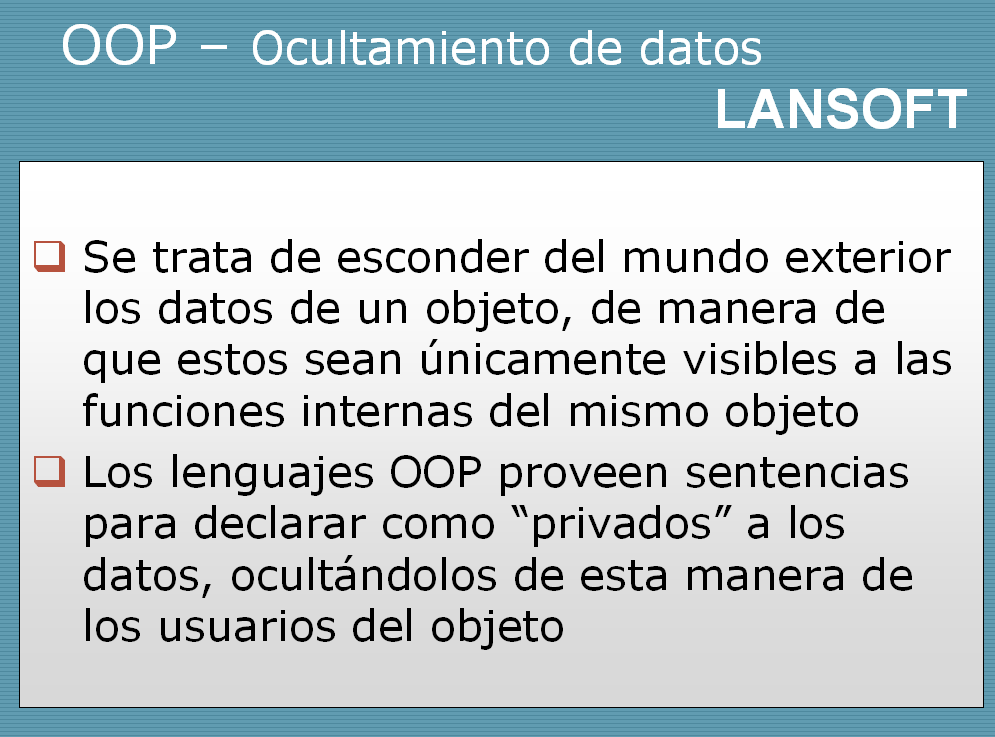 OOP – Ocultamiento de datos
LANSOFT
Se trata de esconder del mundo exterior
los datos de un objeto, de manera de
que estos sean únicamente visibles a las
funciones internas del mismo objeto
Los lenguajes OOP proveen sentencias
para declarar como “privados” a los
datos, ocultándolos de esta manera de
los usuarios del objeto